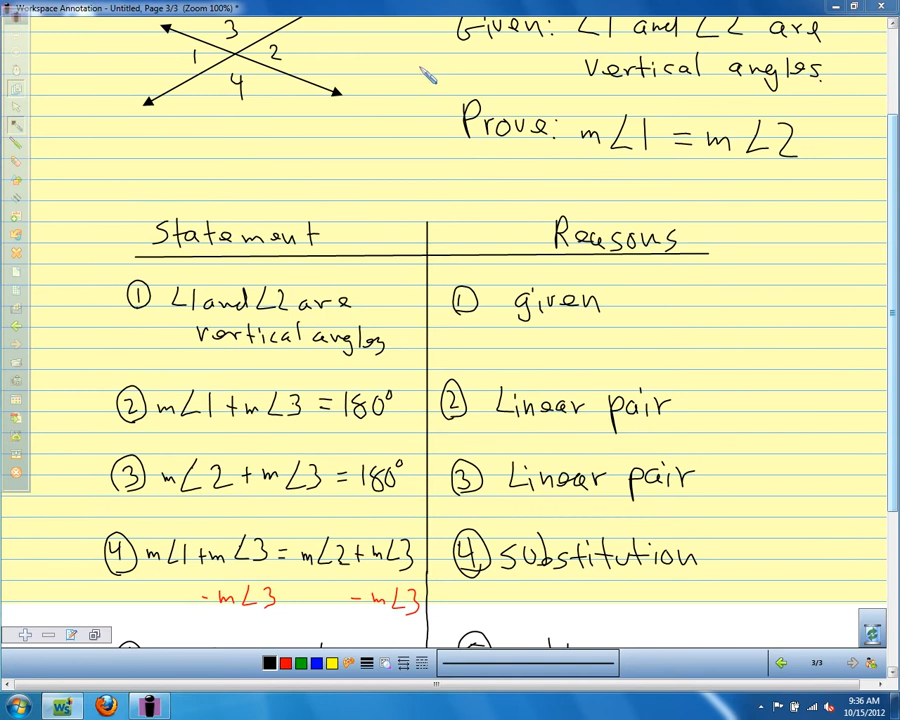 Workspace Annotation - Untitled, Page 3/3 (Zoom 100%) *
3
1 2
4
Given: ∠1 and ∠2 are
vertical angles.
Prove: m∠1 = m∠2
Statement Reasons
① ∠1 and ∠2 are ① given
vertical angles
② m∠1 + m∠3 = 180° ② Linear pair
③ m∠2 + m∠3 = 180° ③ Linear pair
④ m∠1 + m∠3 = m∠2 + m∠3 ④ substitution
- m∠3 - m∠3
3/3
9:36 AM
10/15/2012